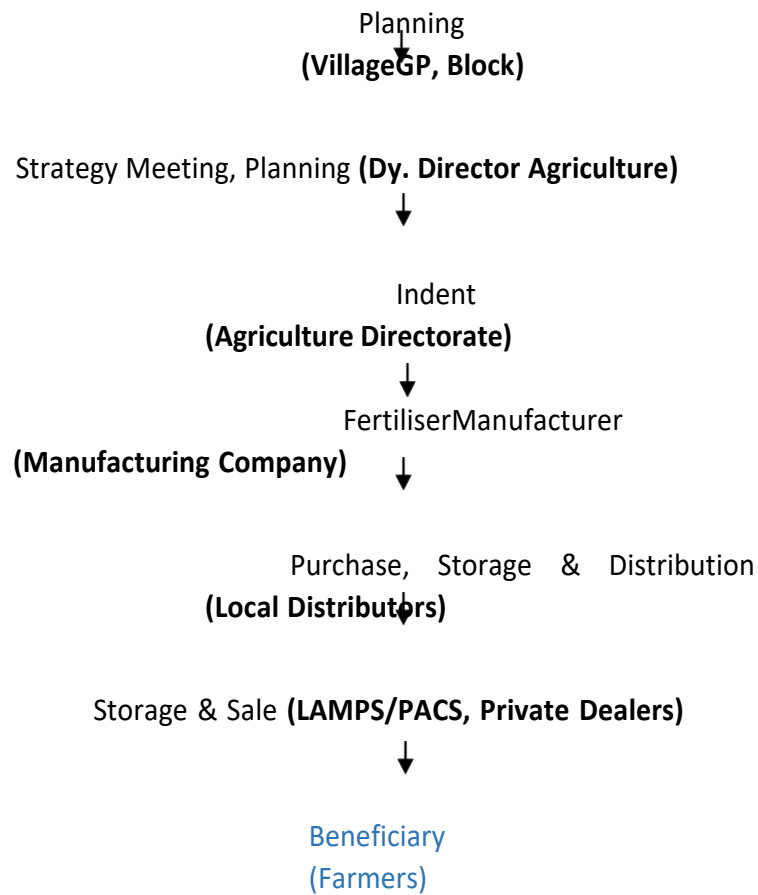 Planning
(VillageGP, Block)
Strategy Meeting, Planning (Dy. Director Agriculture)
Indent
(Agriculture Directorate)
FertiliserManufacturer
(Manufacturing Company)
Purchase, Storage & Distribution
(Local Distributors)
Storage & Sale (LAMPS/PACS, Private Dealers)
Beneficiary
(Farmers)